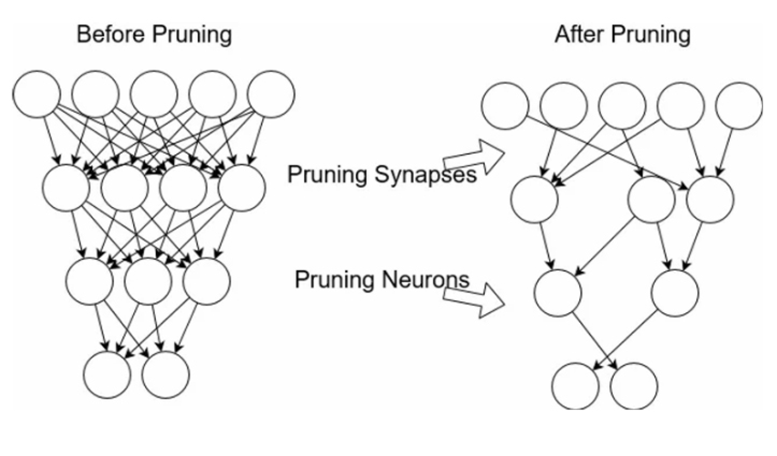 Before Pruning
After Pruning
Pruning Synapses
Pruning Neurons